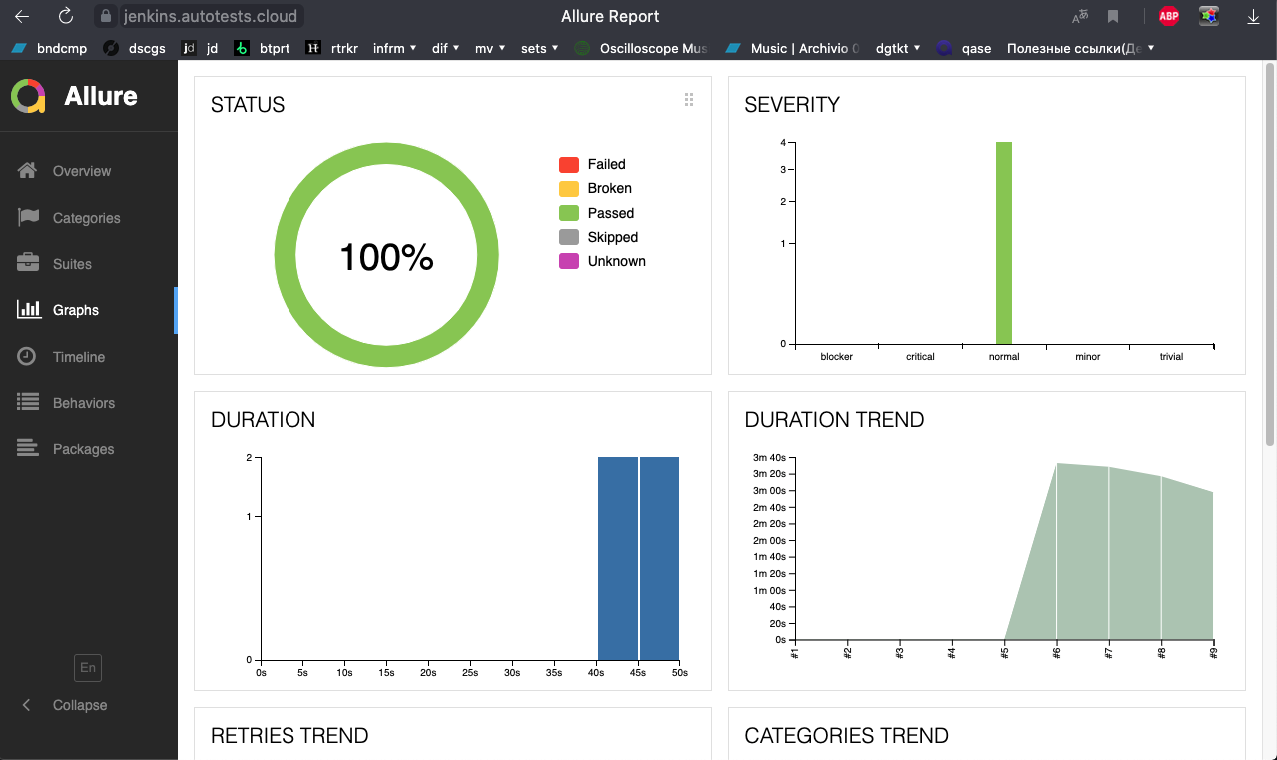 jenkins.autotests.cloud
Allure Report
ABP
bndcmp
dscgs
jd jd
b btprt
H rtrkr
infrm
dif
mv
sets
Oscilloscope Mus
Music | Archivio
dgtkt
qase
Полезные ссылки(Де
Allure
Overview
Categories
Suites
Graphs
Timeline
Behaviors
Packages
En
Collapse
STATUS
100%
Failed
Broken
Passed
Skipped
Unknown
SEVERITY
4
3
2
1
0
blocker critical normal minor trivial
DURATION
2
1
0
0s 5s 10s 15s 20s 25s 30s 35s 40s 45s 50s
DURATION TREND
3m 40s
3m 20s
3m 00s
2m 40s
2m 20s
2m 00s
1m 40s
1m 20s
1m 00s
40s
20s
0s
#1 #2 #3 #4 #5 #6 #7 #8 #9
RETRIES TREND
CATEGORIES TREND